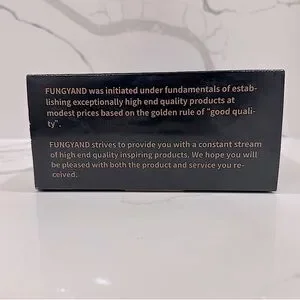 FUNGYAND was initiated under fundamentals of estab-
lishing exceptionally high end quality products at
modest prices based on the golden rule of "good quali-
ty".
FUNGYAND strives to provide you with a constant stream
of high end quality inspiring products. We hope you will
be pleased with both the product and service you re-
ceived.